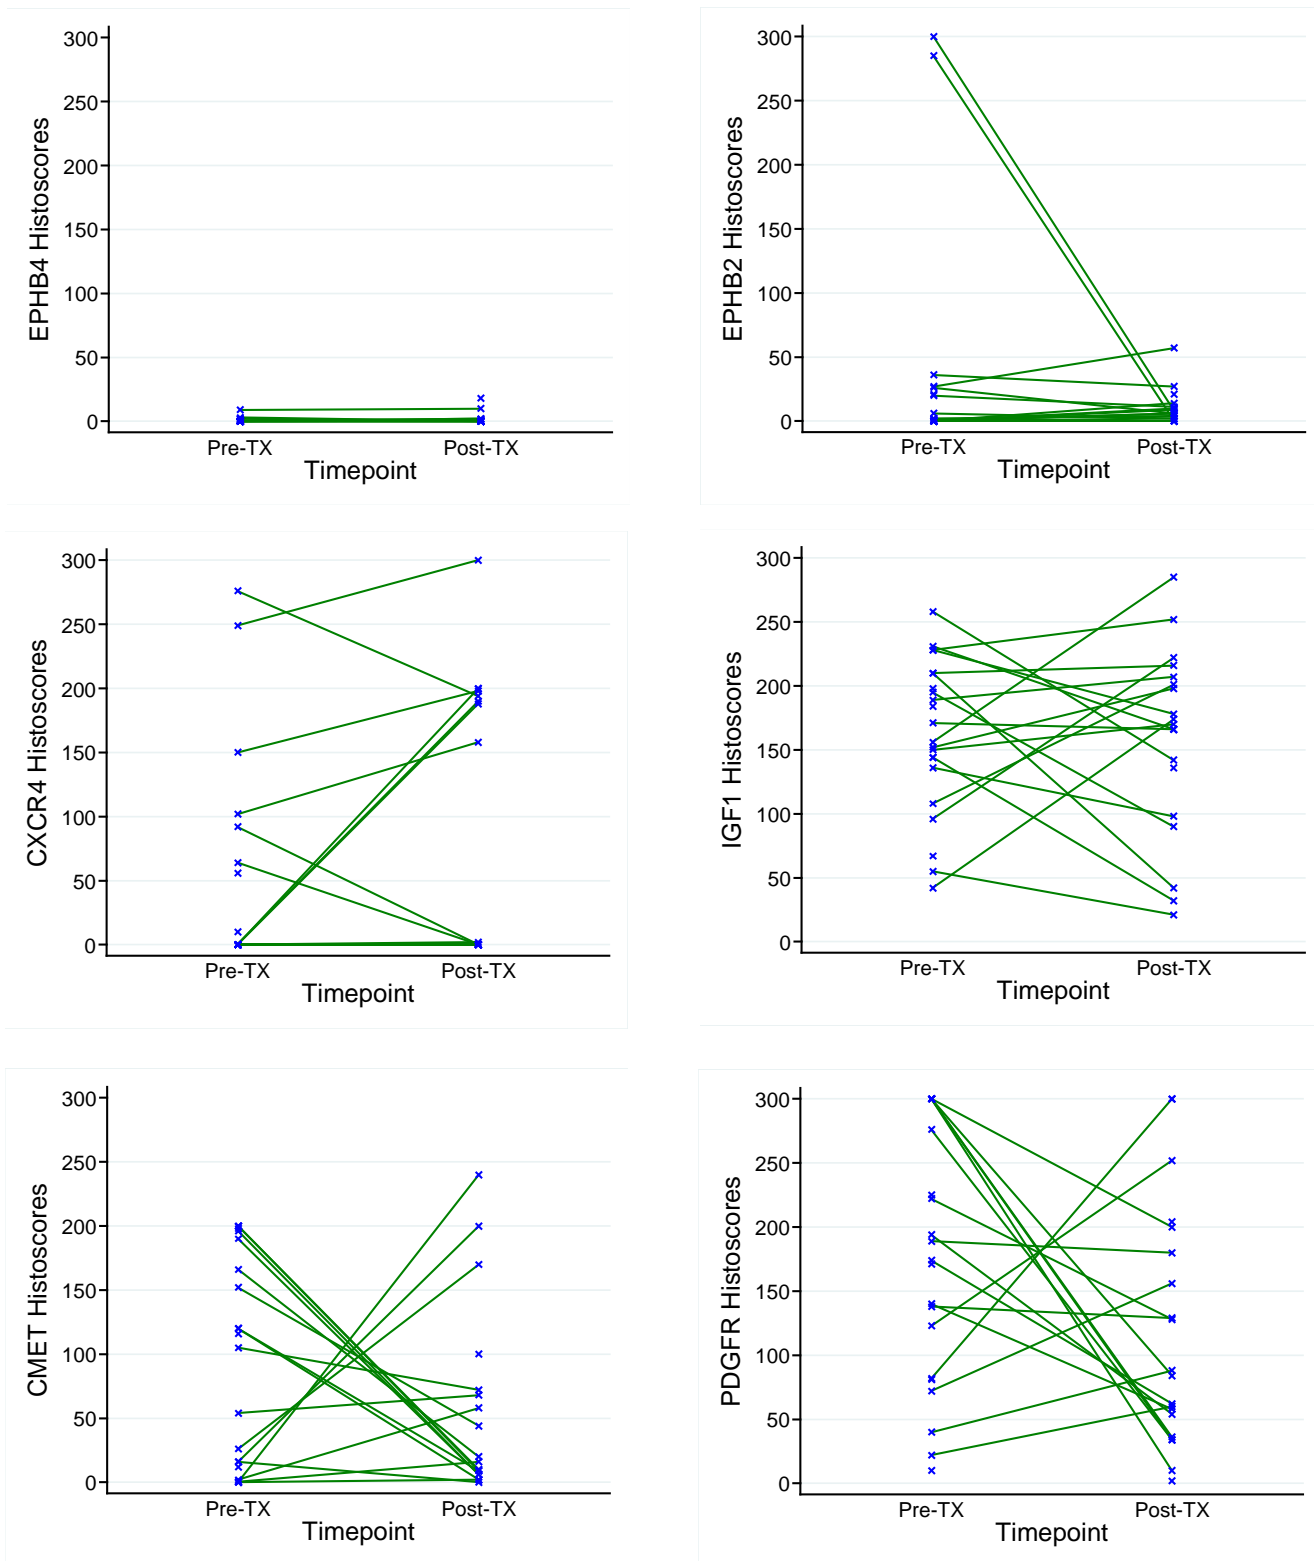 EPHB4 Histoscores
300
250
200
150
100
50
0
Pre-TX Post-TX
Timepoint
EPHB2 Histoscores
300
250
200
150
100
50
0
Pre-TX Post-TX
Timepoint
CXCR4 Histoscores
300
250
200
150
100
50
0
Pre-TX Post-TX
Timepoint
IGF1 Histoscores
300
250
200
150
100
50
0
Pre-TX Post-TX
Timepoint
CMET Histoscores
300
250
200
150
100
50
0
Pre-TX Post-TX
Timepoint
PDGFR Histoscores
300
250
200
150
100
50
0
Pre-TX Post-TX
Timepoint